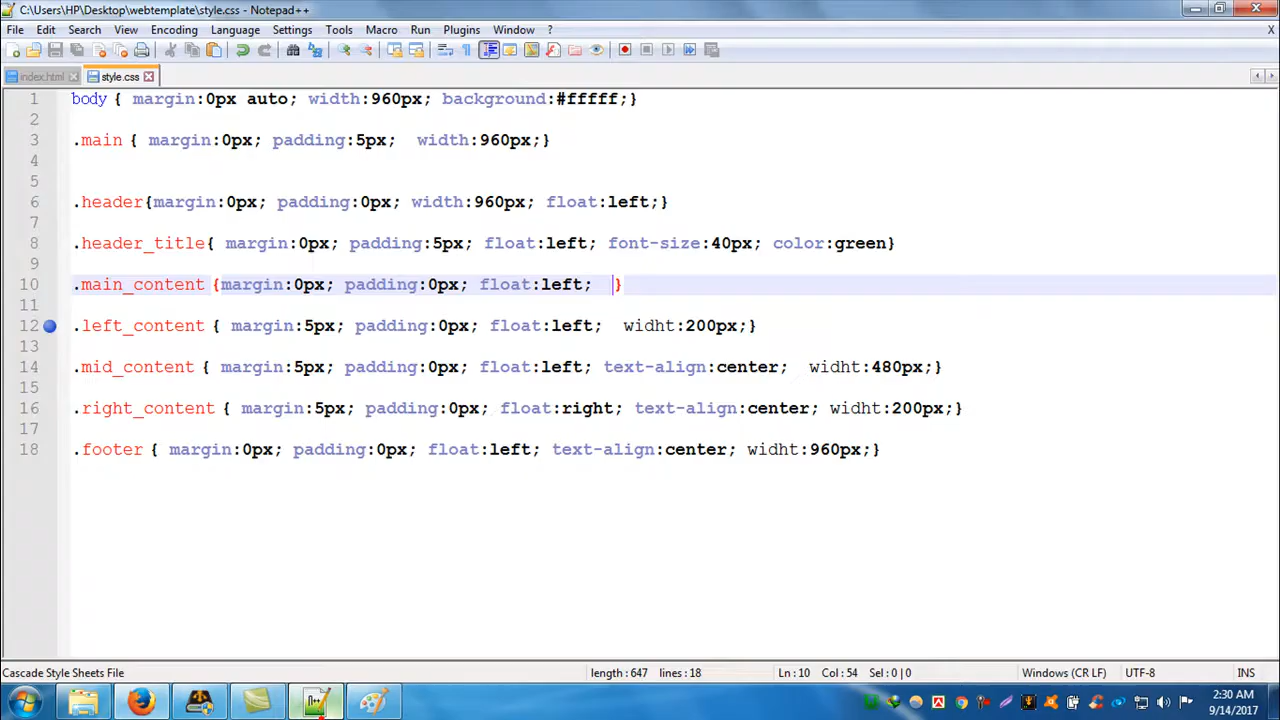 C:\Users\HP\Desktop\webtemplate\style.css - Notepad++
File Edit Search View Encoding Language Settings Tools Macro Run Plugins Window ? X
index.html style.css
1 body { margin:0px auto; width:960px; background:#fffff;}
2
3 .main { margin:0px; padding:5px;  width:960px;}
4
5
6 .header{margin:0px; padding:0px; width:960px; float:left;}
7
8 .header_title{ margin:0px; padding:5px; float:left; font-size:40px; color:green}
9
10 .main_content {margin:0px; padding:0px; float:left;  }
11
12 .left_content { margin:5px; padding:0px; float:left;  widht:200px;}
13
14 .mid_content { margin:5px; padding:0px; float:left; text-align:center;  widht:480px;}
15
16 .right_content { margin:5px; padding:0px; float:right; text-align:center; widht:200px;}
17
18 .footer { margin:0px; padding:0px; float:left; text-align:center; widht:960px;}
Cascade Style Sheets File length : 647 lines : 18 Ln : 10 Col : 54 Sel : 0 | 0 Windows (CR LF) UTF-8 INS
2:30 AM
9/14/2017